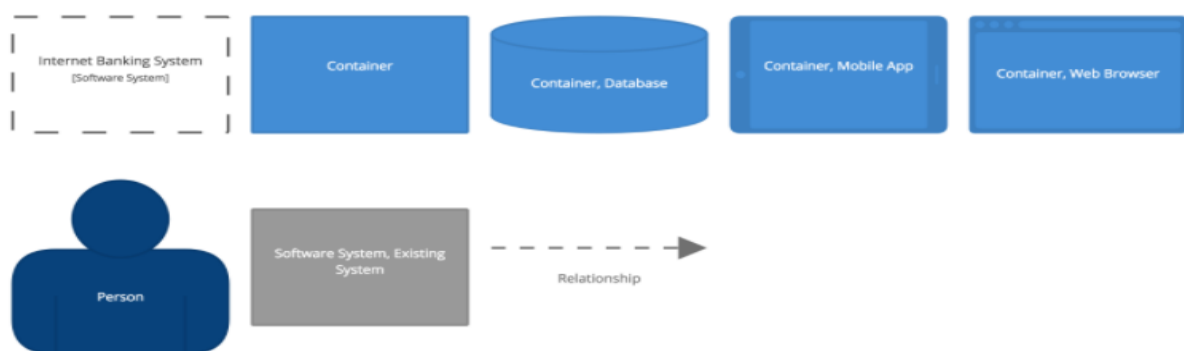 Internet Banking System
[Software System]
Container
Container, Database
Container, Mobile App
Container, Web Browser
Person
Software System, Existing
System
Relationship